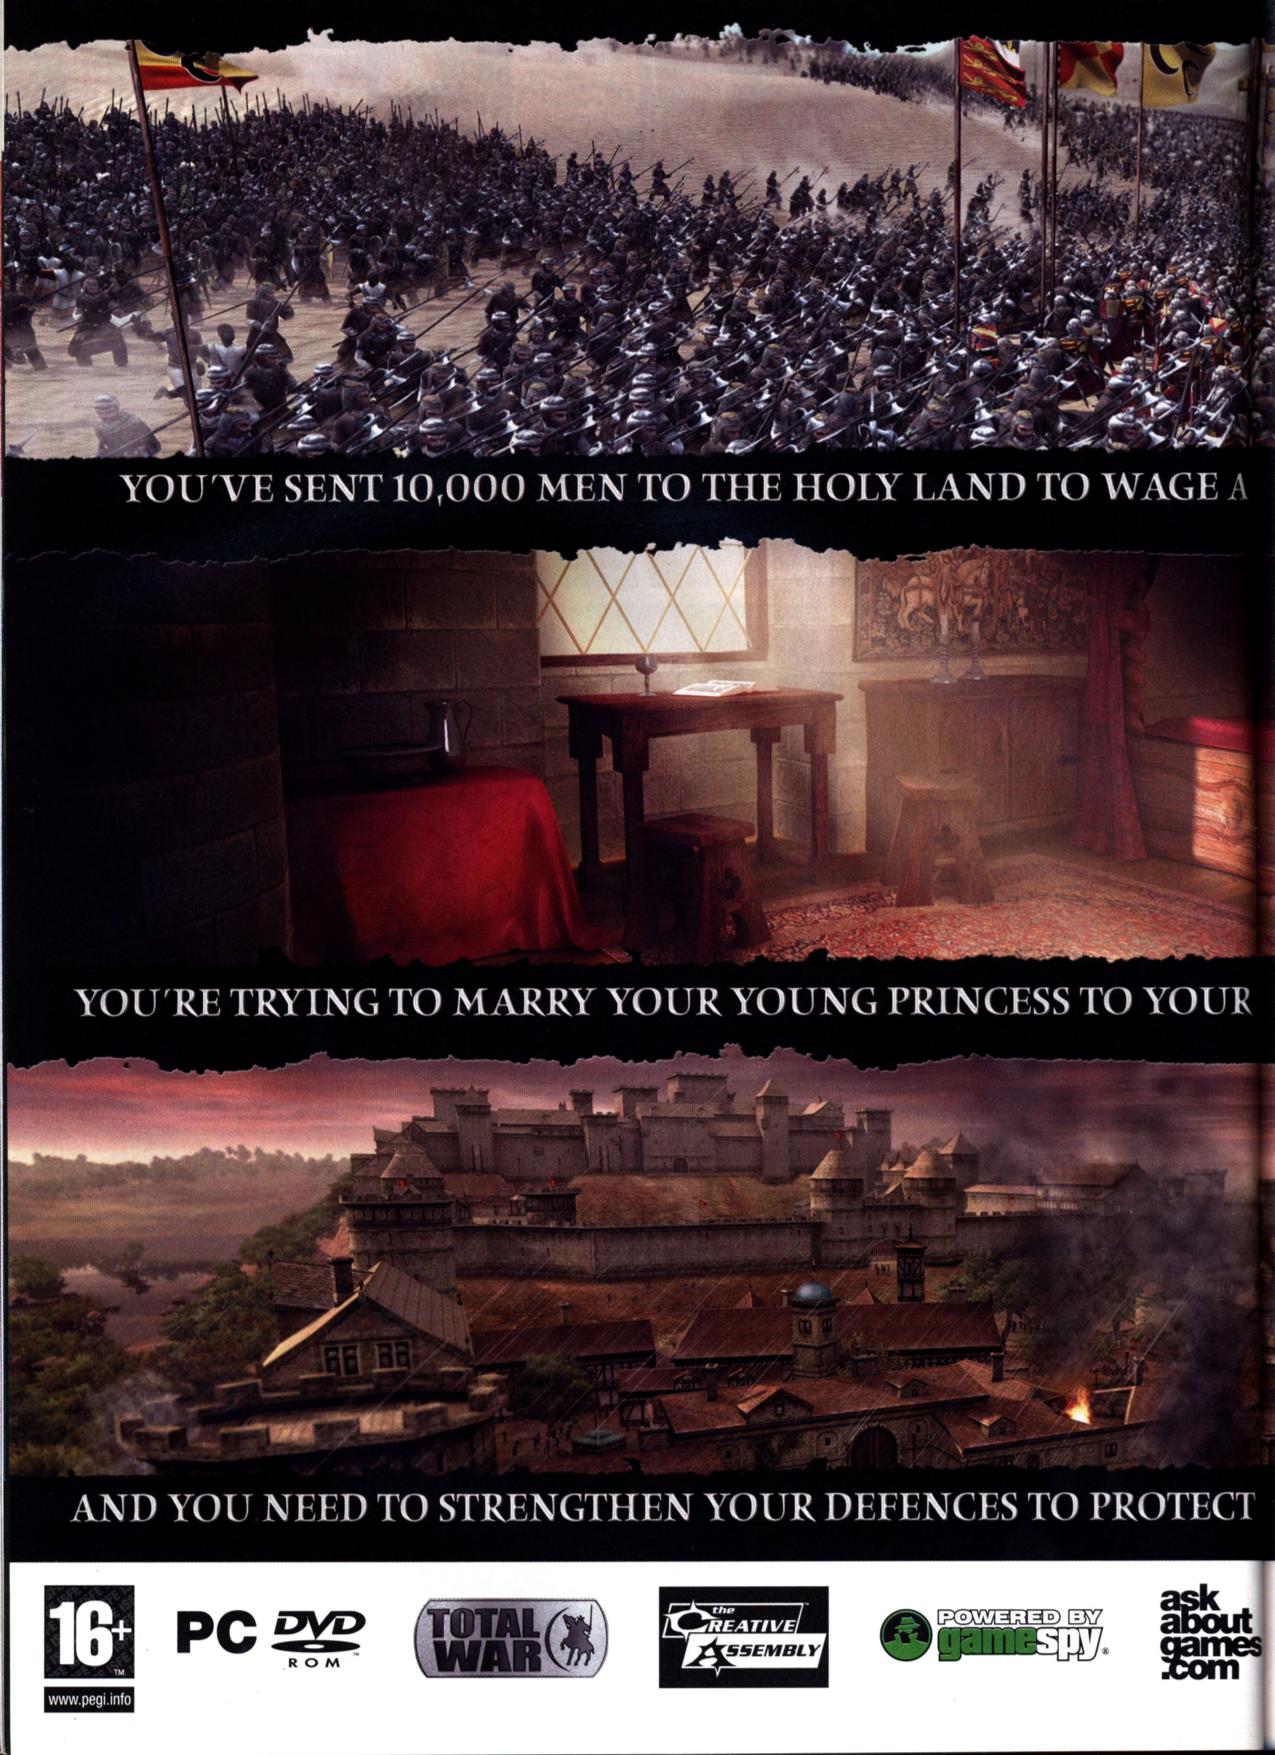 YOU'VE SENT 10,000 MEN TO THE HOLY LAND TO WAGE A
YOU'RE TRYING TO MARRY YOUR YOUNG PRINCESS TO YOUR
AND YOU NEED TO STRENGTHEN YOUR DEFENCES TO PROTECT
16+
TM
www.pegi.info
PC DVD
ROM
TOTAL
WAR
the
CREATIVE
ASSEMBLY
POWERED BY
gamespy®
ask
about
games
.com